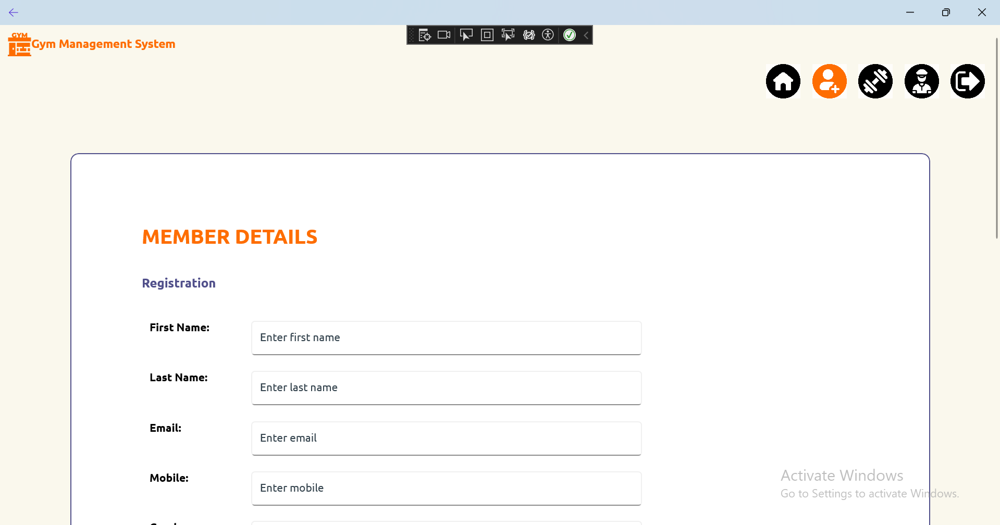 GYM
Gym Management System
MEMBER DETAILS
Registration
First Name:
Enter first name
Last Name:
Enter last name
Email:
Enter email
Mobile:
Enter mobile
Activate Windows
Go to Settings to activate Windows.